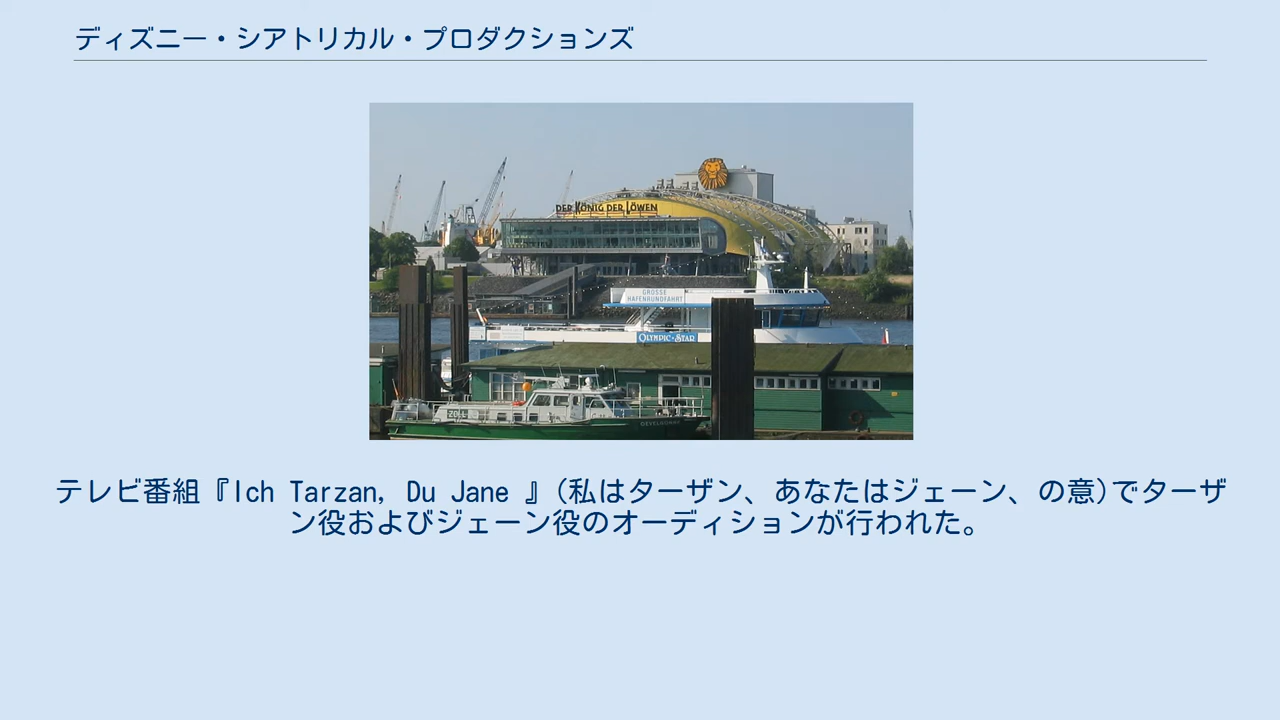 ディズニー・シアトリカル・プロダクションズ
DER KÖNIG DER LÖWEN
GROSSE
HAFENRUNDFAHRT
OLYMPIC STAR
ZOLL
テレビ番組『Ich Tarzan, Du Jane 』(私はターザン、あなたはジェーン、の意)でターザ
ン役およびジェーン役のオーディションが行われた。